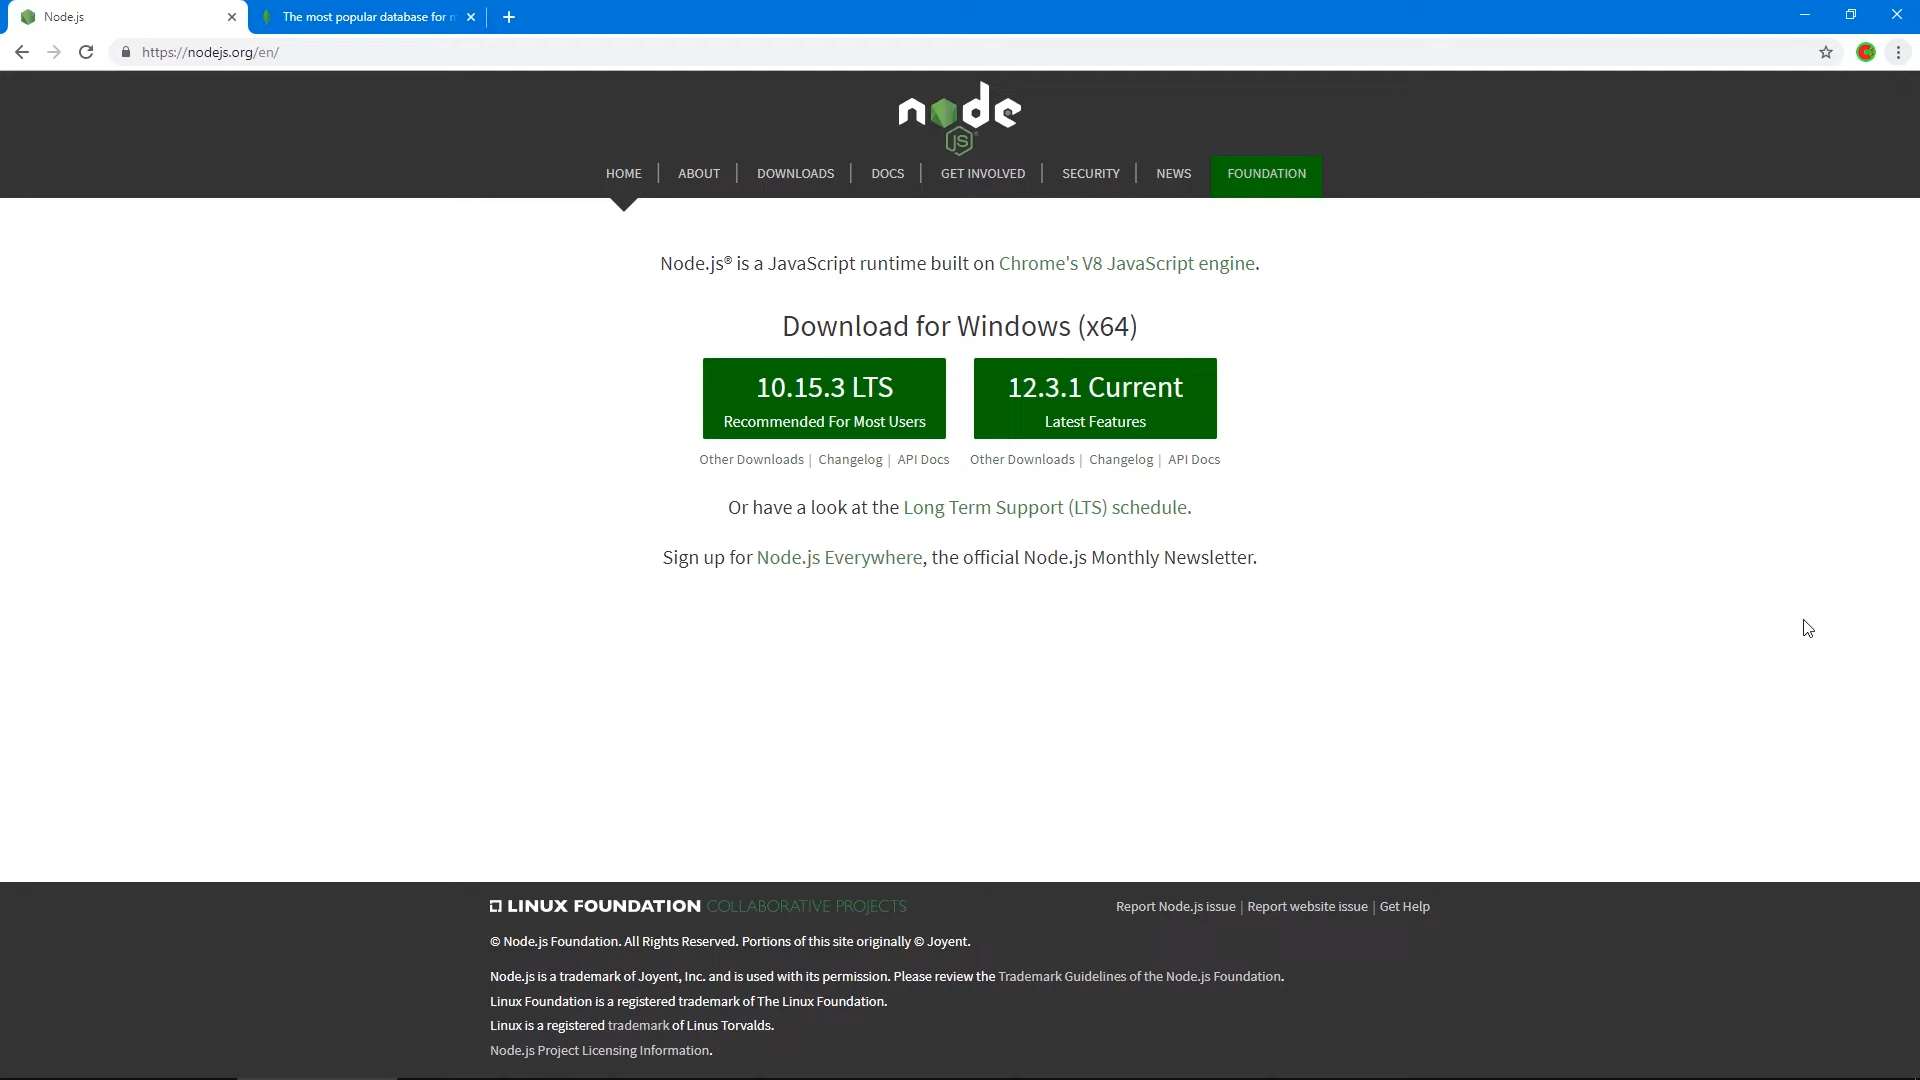 Node.js
The most popular database for m
https://nodejs.org/en/
node
JS
HOME
ABOUT
DOWNLOADS
DOCS
GET INVOLVED
SECURITY
NEWS
FOUNDATION
Node.js® is a JavaScript runtime built on Chrome's V8 JavaScript engine.
Download for Windows (x64)
10.15.3 LTS
Recommended For Most Users
12.3.1 Current
Latest Features
Other Downloads | Changelog | API Docs
Other Downloads | Changelog | API Docs
Or have a look at the Long Term Support (LTS) schedule.
Sign up for Node.js Everywhere, the official Node.js Monthly Newsletter.
LINUX FOUNDATION COLLABORATIVE PROJECTS
Report Node.js issue | Report website issue | Get Help
© Node.js Foundation. All Rights Reserved. Portions of this site originally © Joyent.
Node.js is a trademark of Joyent, Inc. and is used with its permission. Please review the Trademark Guidelines of the Node.js Foundation.
Linux Foundation is a registered trademark of The Linux Foundation.
Linux is a registered trademark of Linus Torvalds.
Node.js Project Licensing Information.